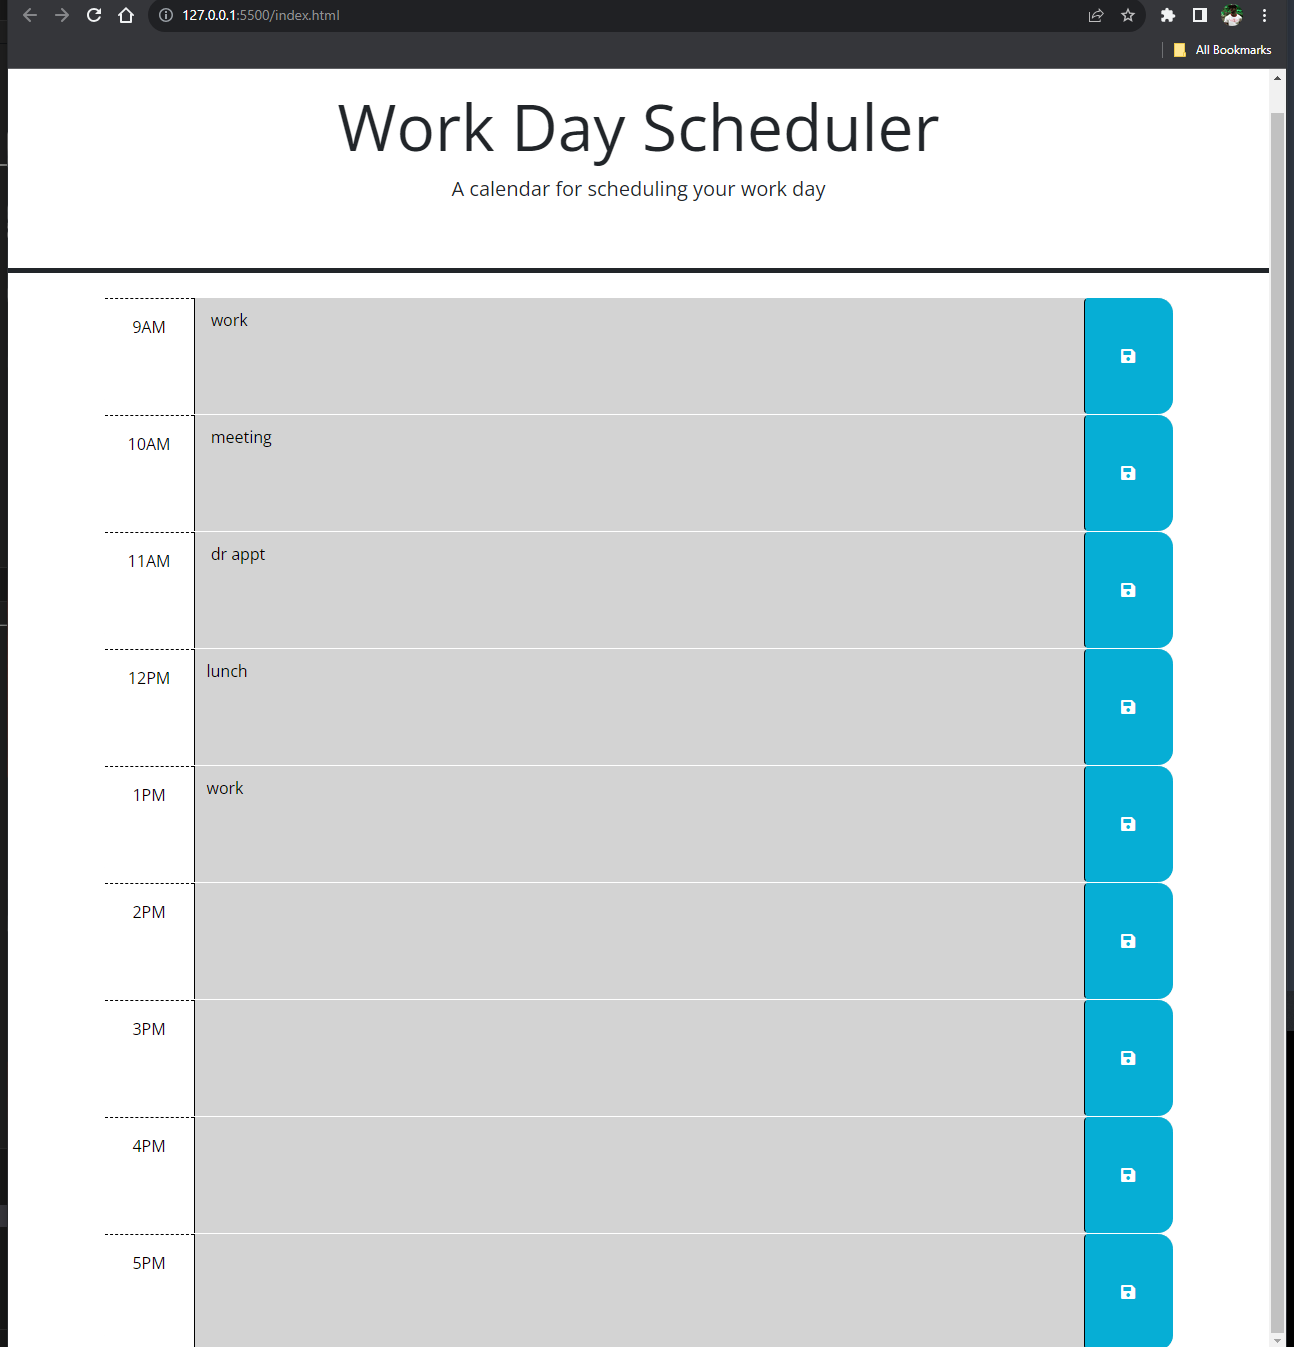 127.0.0.1:5500/index.html
All Bookmarks
Work Day Scheduler
A calendar for scheduling your work day
9AM work
10AM meeting
11AM dr appt
12PM lunch
1PM work
2PM
3PM
4PM
5PM